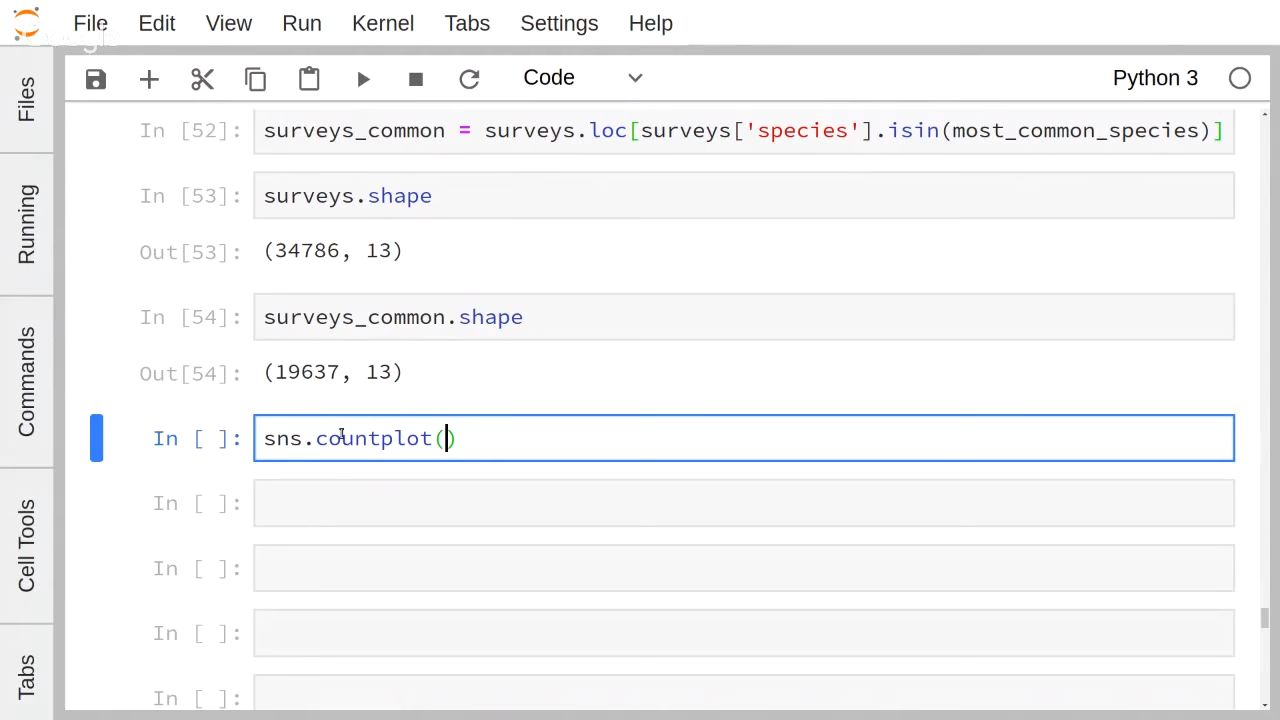 File Edit View Run Kernel Tabs Settings Help
Code Python 3
Files
Running
Commands
Cell Tools
Tabs
In [52]: surveys_common = surveys.loc[surveys['species'].isin(most_common_species)]
In [53]: surveys.shape
Out[53]: (34786, 13)
In [54]: surveys_common.shape
Out[54]: (19637, 13)
In [ ]: sns.countplot()
In [ ]:
In [ ]:
In [ ]:
In [ ]: